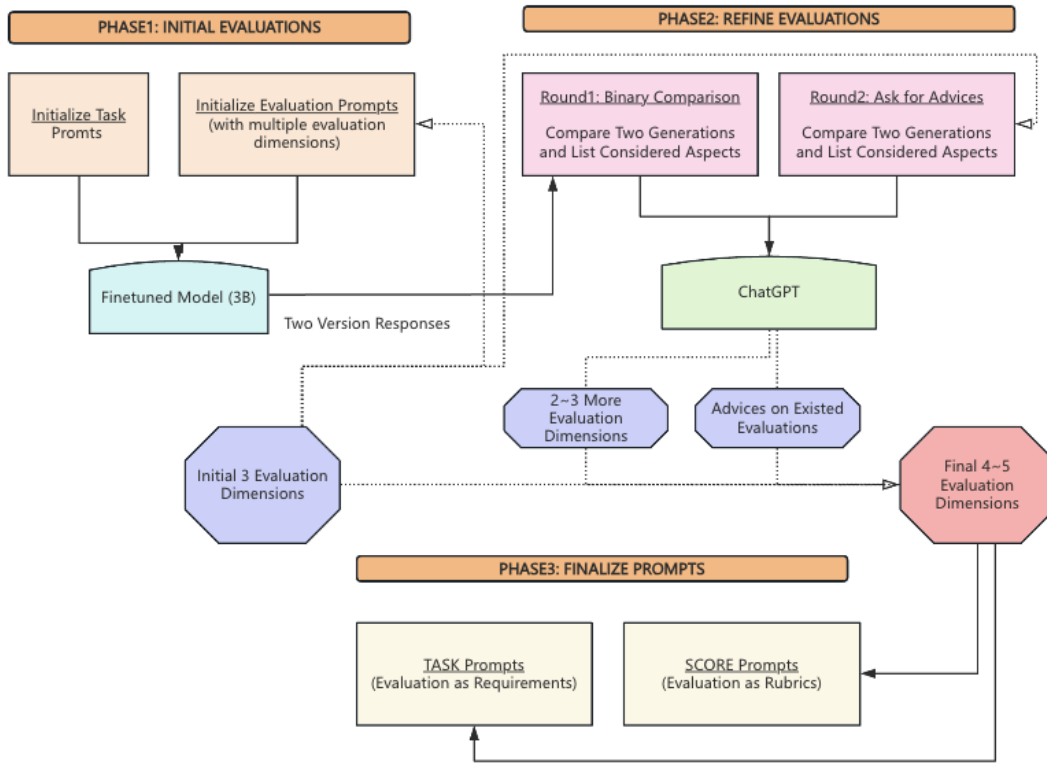 PHASE1: INITIAL EVALUATIONS
PHASE2: REFINE EVALUATIONS
Initialize Task
Promts
Initialize Evaluation Prompts
(with multiple evaluation
dimensions)
Round1: Binary Comparison
Compare Two Generations
and List Considered Aspects
Round2: Ask for Advices
Compare Two Generations
and List Considered Aspects
Finetuned Model (3B)
Two Version Responses
ChatGPT
2~3 More
Evaluation
Dimensions
Advices on Existed
Evaluations
Initial 3 Evaluation
Dimensions
Final 4~5
Evaluation
Dimensions
PHASE3: FINALIZE PROMPTS
TASK Prompts
(Evaluation as Requirements)
SCORE Prompts
(Evaluation as Rubrics)